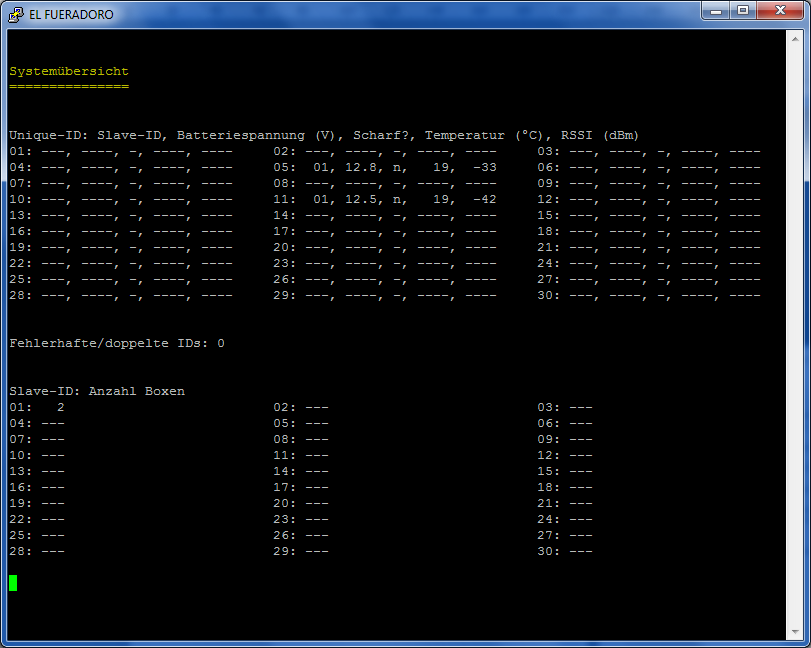 EL FUERADORO
Systemübersicht
===============
Unique-ID: Slave-ID, Batteriespannung (V), Scharf?, Temperatur (°C), RSSI (dBm)
01: ---, ----, -, ----, ----     02: ---, ----, -, ----, ----     03: ---, ----, -, ----, ----
04: ---, ----, -, ----, ----     05:  01, 12.8, n,   19,  -33     06: ---, ----, -, ----, ----
07: ---, ----, -, ----, ----     08: ---, ----, -, ----, ----     09: ---, ----, -, ----, ----
10: ---, ----, -, ----, ----     11:  01, 12.5, n,   19,  -42     12: ---, ----, -, ----, ----
13: ---, ----, -, ----, ----     14: ---, ----, -, ----, ----     15: ---, ----, -, ----, ----
16: ---, ----, -, ----, ----     17: ---, ----, -, ----, ----     18: ---, ----, -, ----, ----
19: ---, ----, -, ----, ----     20: ---, ----, -, ----, ----     21: ---, ----, -, ----, ----
22: ---, ----, -, ----, ----     23: ---, ----, -, ----, ----     24: ---, ----, -, ----, ----
25: ---, ----, -, ----, ----     26: ---, ----, -, ----, ----     27: ---, ----, -, ----, ----
28: ---, ----, -, ----, ----     29: ---, ----, -, ----, ----     30: ---, ----, -, ----, ----
Fehlerhafte/doppelte IDs: 0
Slave-ID: Anzahl Boxen
01:   2                          02: ---                          03: ---
04: ---                          05: ---                          06: ---
07: ---                          08: ---                          09: ---
10: ---                          11: ---                          12: ---
13: ---                          14: ---                          15: ---
16: ---                          17: ---                          18: ---
19: ---                          20: ---                          21: ---
22: ---                          23: ---                          24: ---
25: ---                          26: ---                          27: ---
28: ---                          29: ---                          30: ---